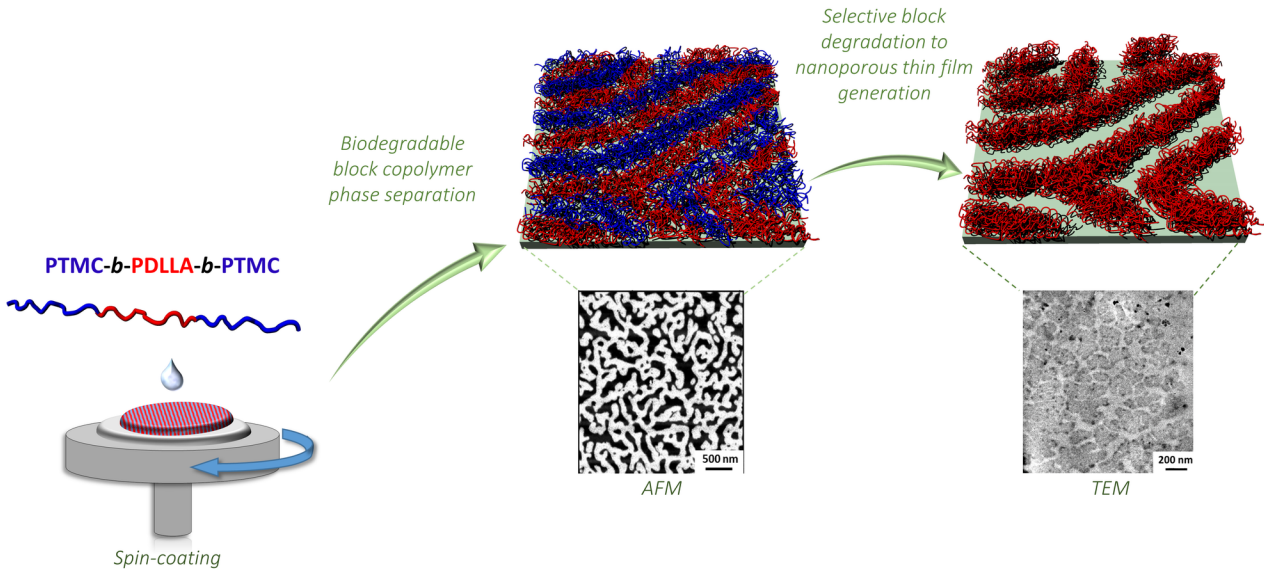 Selective block
degradation to
nanoporous thin film
generation
Biodegradable
block copolymer
phase separation
PTMC-b-PDLLA-b-PTMC
500 nm
200 nm
AFM
TEM
Spin-coating